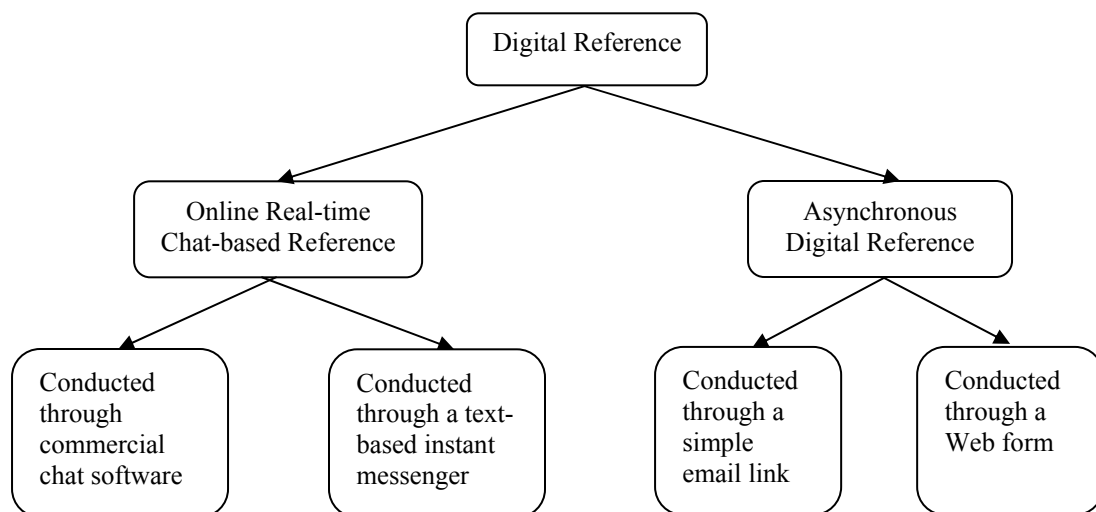 Digital Reference
Online Real-time
Chat-based Reference
Asynchronous
Digital Reference
Conducted
through
commercial
chat software
Conducted
through a text-
based instant
messenger
Conducted
through a
simple
email link
Conducted
through a
Web form